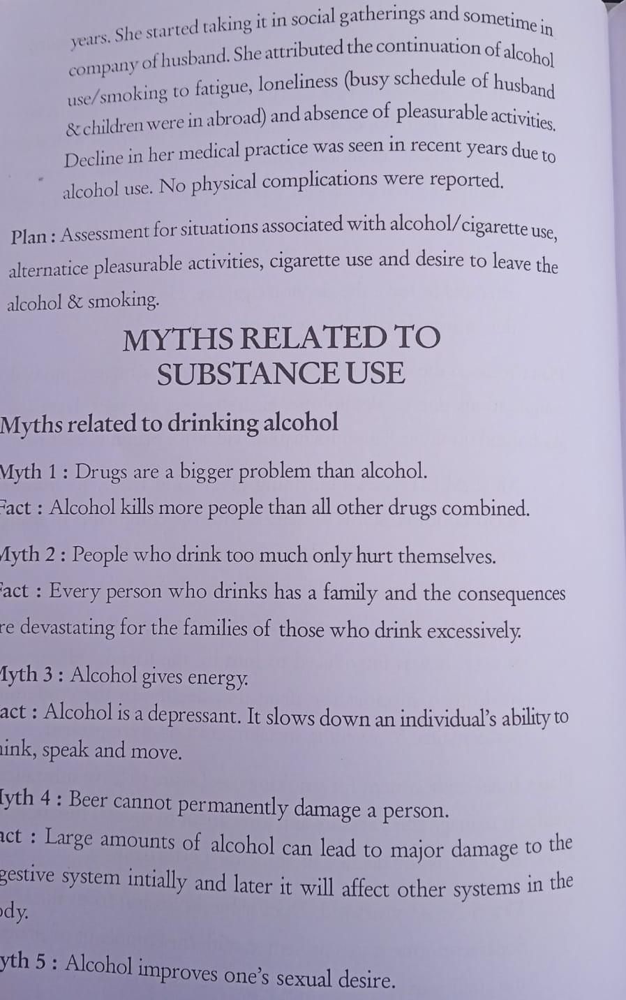 years. She started taking it in social gatherings and sometime in
company of husband. She attributed the continuation of alcohol
use/smoking to fatigue, loneliness (busy schedule of husband
& children were in abroad) and absence of pleasurable activities.
Decline in her medical practice was seen in recent years due to
alcohol use. No physical complications were reported.
Plan : Assessment for situations associated with alcohol/cigarette use,
alternatice pleasurable activities, cigarette use and desire to leave the
alcohol & smoking.
MYTHS RELATED TO
SUBSTANCE USE
Myths related to drinking alcohol
Myth 1 : Drugs are a bigger problem than alcohol.
Fact : Alcohol kills more people than all other drugs combined.
Myth 2 : People who drink too much only hurt themselves.
Fact : Every person who drinks has a family and the consequences
re devastating for the families of those who drink excessively.
Myth 3 : Alcohol gives energy.
act : Alcohol is a depressant. It slows down an individual's ability to
hink, speak and move.
Myth 4 : Beer cannot permanently damage a person.
act : Large amounts of alcohol can lead to major damage to the
gestive system intially and later it will affect other systems in the
ody.
yth 5 : Alcohol improves one's sexual desire.